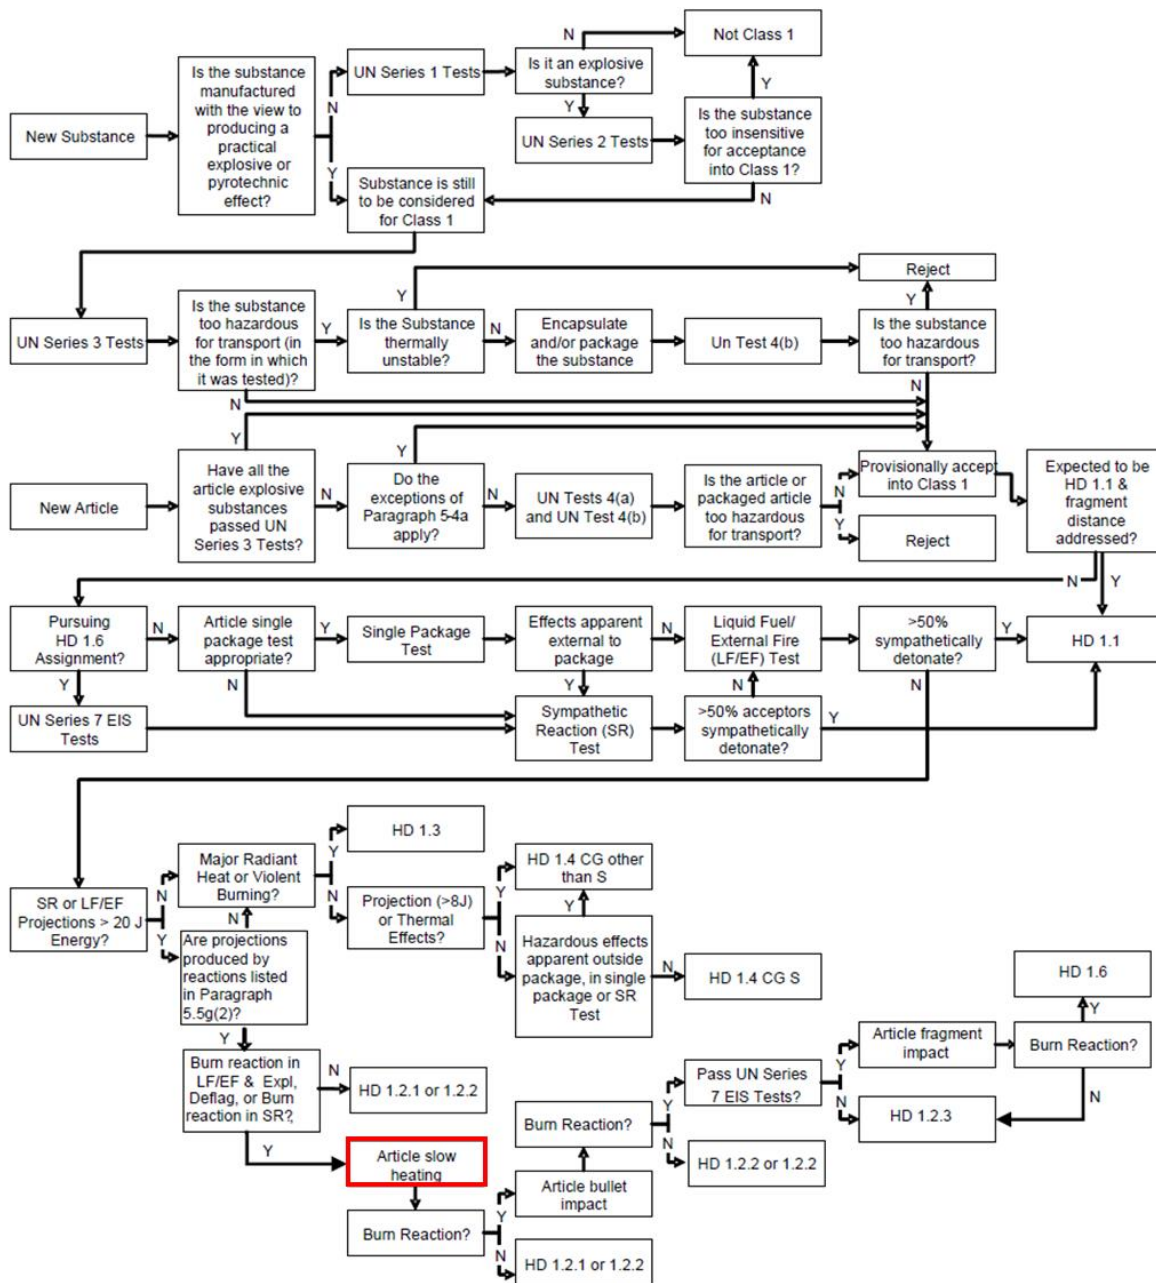 New Substance
Is the substance
manufactured
with the view to
producing a
practical
explosive or
pyrotechnic
effect?
N
Y
UN Series 1 Tests
Is it an explosive
substance?
N
Y
Not Class 1
Y
UN Series 2 Tests
Is the substance
too insensitive
for acceptance
into Class 1?
N
Substance is still
to be considered
for Class 1
UN Series 3 Tests
Is the substance
too hazardous
for transport (in
the form in which
it was tested)?
Y
N
Is the Substance
thermally
unstable?
Y
N
Encapsulate
and/or package
the substance
Un Test 4(b)
Is the substance
too hazardous
for transport?
Y
N
Reject
New Article
Have all the
article explosive
substances
passed UN
Series 3 Tests?
Y
N
Do the
exceptions of
Paragraph 5-4a
apply?
Y
N
UN Tests 4(a)
and UN Test 4(b)
Is the article or
packaged article
too hazardous
for transport?
N
Y
Provisionally accept
into Class 1
Reject
Expected to be
HD 1.1 &
fragment
distance
addressed?
N
Y
Pursuing
HD 1.6
Assignment?
N
Y
Article single
package test
appropriate?
Y
N
Single Package
Test
Effects apparent
external to
package
N
Y
Liquid Fuel/
External Fire
(LF/EF) Test
>50%
sympathetically
detonate?
Y
N
HD 1.1
UN Series 7 EIS
Tests
Sympathetic
Reaction (SR)
Test
>50% acceptors
sympathetically
detonate?
N
Y
SR or LF/EF
Projections > 20 J
Energy?
N
Y
Major Radiant
Heat or Violent
Burning?
Y
N
HD 1.3
Projection (>8J)
or Thermal
Effects?
Y
N
HD 1.4 CG other
than S
Y
Hazardous effects
apparent outside
package, in single
package or SR
Test
N
HD 1.4 CG S
N
Are projections
produced by
reactions listed
in Paragraph
5.5g(2)?
Y
Burn reaction in
LF/EF & Expl,
Deflag, or Burn
reaction in SR?,
N
HD 1.2.1 or 1.2.2
Y
Article slow
heating
Burn Reaction?
Y
N
Article bullet
impact
HD 1.2.1 or 1.2.2
Burn Reaction?
Y
N
Pass UN Series
7 EIS Tests?
HD 1.2.2 or 1.2.2
Y
N
Article fragment
impact
HD 1.2.3
Burn Reaction?
Y
N
HD 1.6